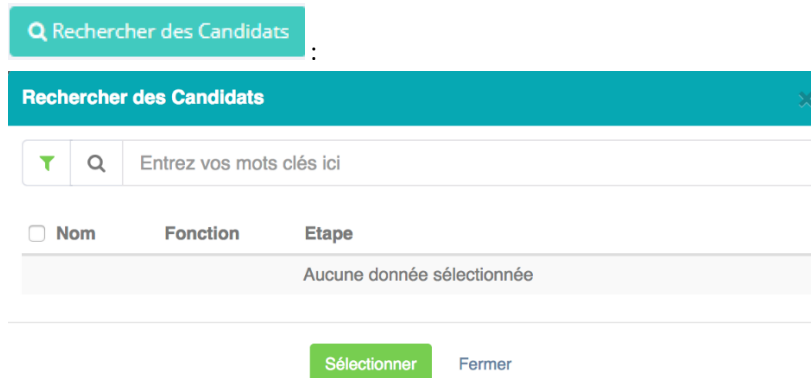 Rechercher des Candidats :
Rechercher des Candidats ×
Entrez vos mots clés ici
Nom Fonction Etape
Aucune donnée sélectionnée
Sélectionner Fermer